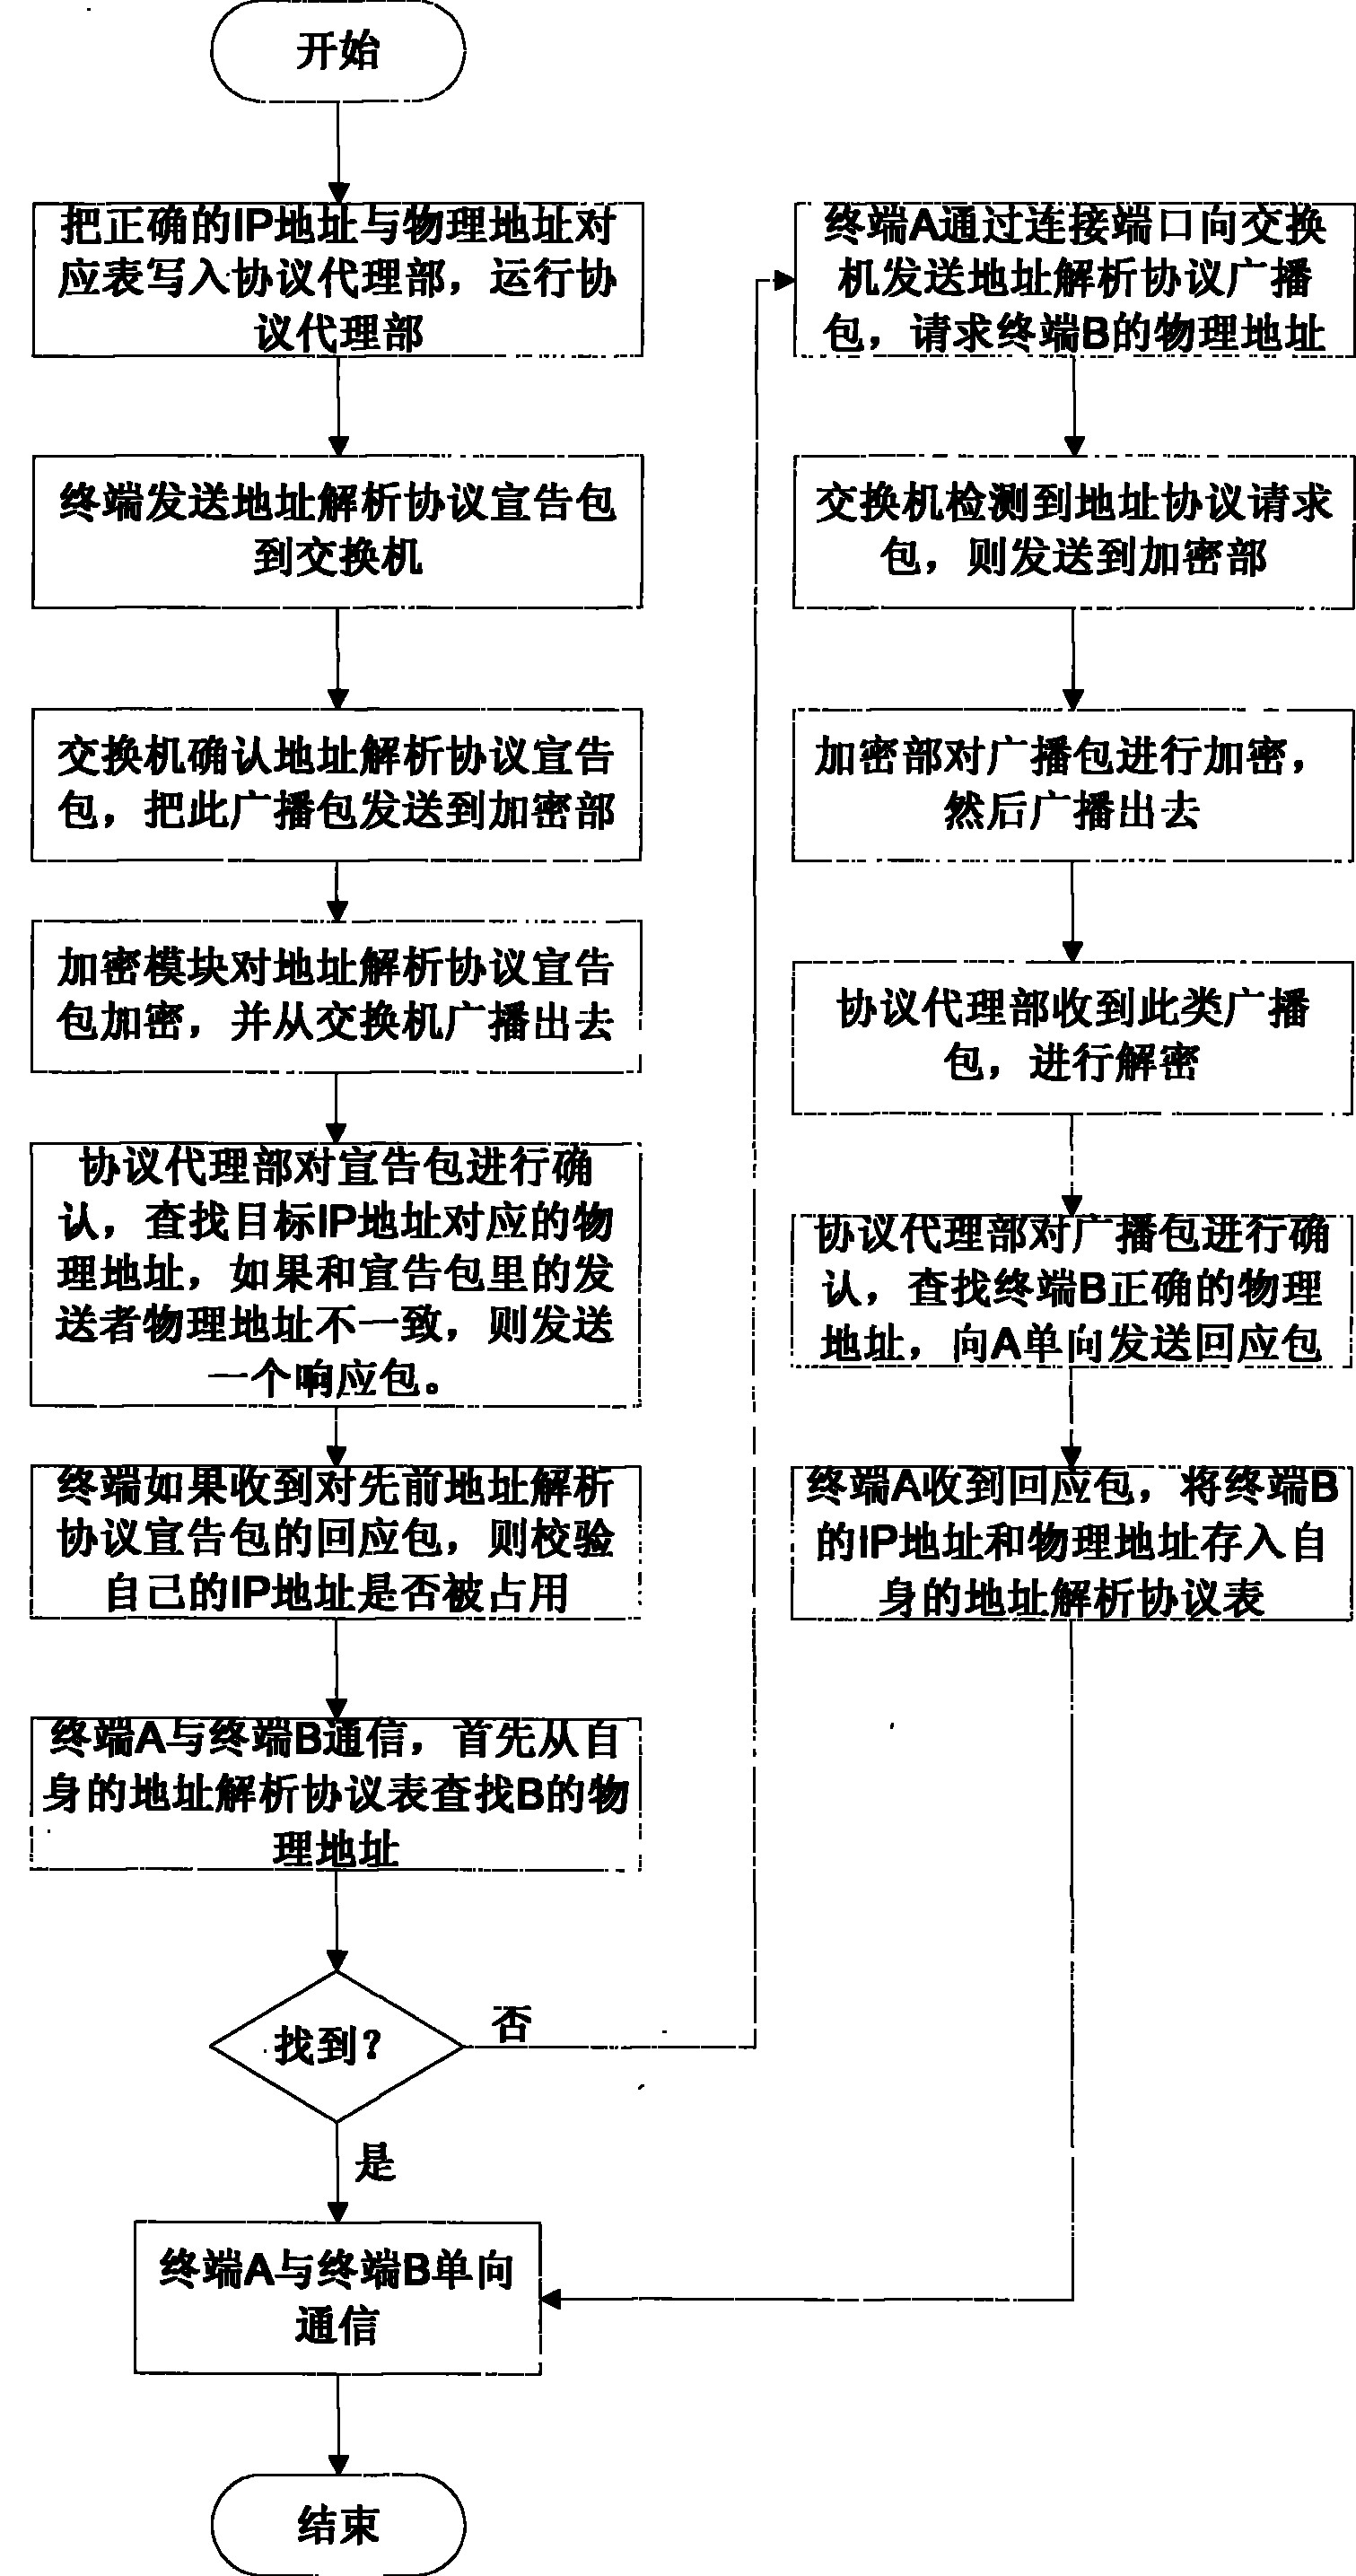 开始
把正确的IP地址与物理地址对
应表写入协议代理部，运行协
议代理部
终端发送地址解析协议宣告包
到交换机
交换机确认地址解析协议宣告
包，把此广播包发送到加密部
加密模块对地址解析协议宣告
包加密，并从交换机广播出去
协议代理部对宣告包进行确
认，查找目标IP地址对应的物
理地址，如果和宣告包里的发
送者物理地址不一致，则发送
一个响应包。
终端如果收到对先前地址解析
协议宣告包的回应包，则校验
自己的IP地址是否被占用
终端A与终端B通信，首先从自
身的地址解析协议表查找B的物
理地址
找到？
否
是
终端A与终端B单向
通信
结束
终端A通过连接端口向交换
机发送地址解析协议广播
包，请求终端B的物理地址
交换机检测到地址协议请求
包，则发送到加密部
加密部对广播包进行加密，
然后广播出去
协议代理部收到此类广播
包，进行解密
协议代理部对广播包进行确
认，查找终端B正确的物理
地址，向A单向发送回应包
终端A收到回应包，将终端B
的IP地址和物理地址存入自
身的地址解析协议表